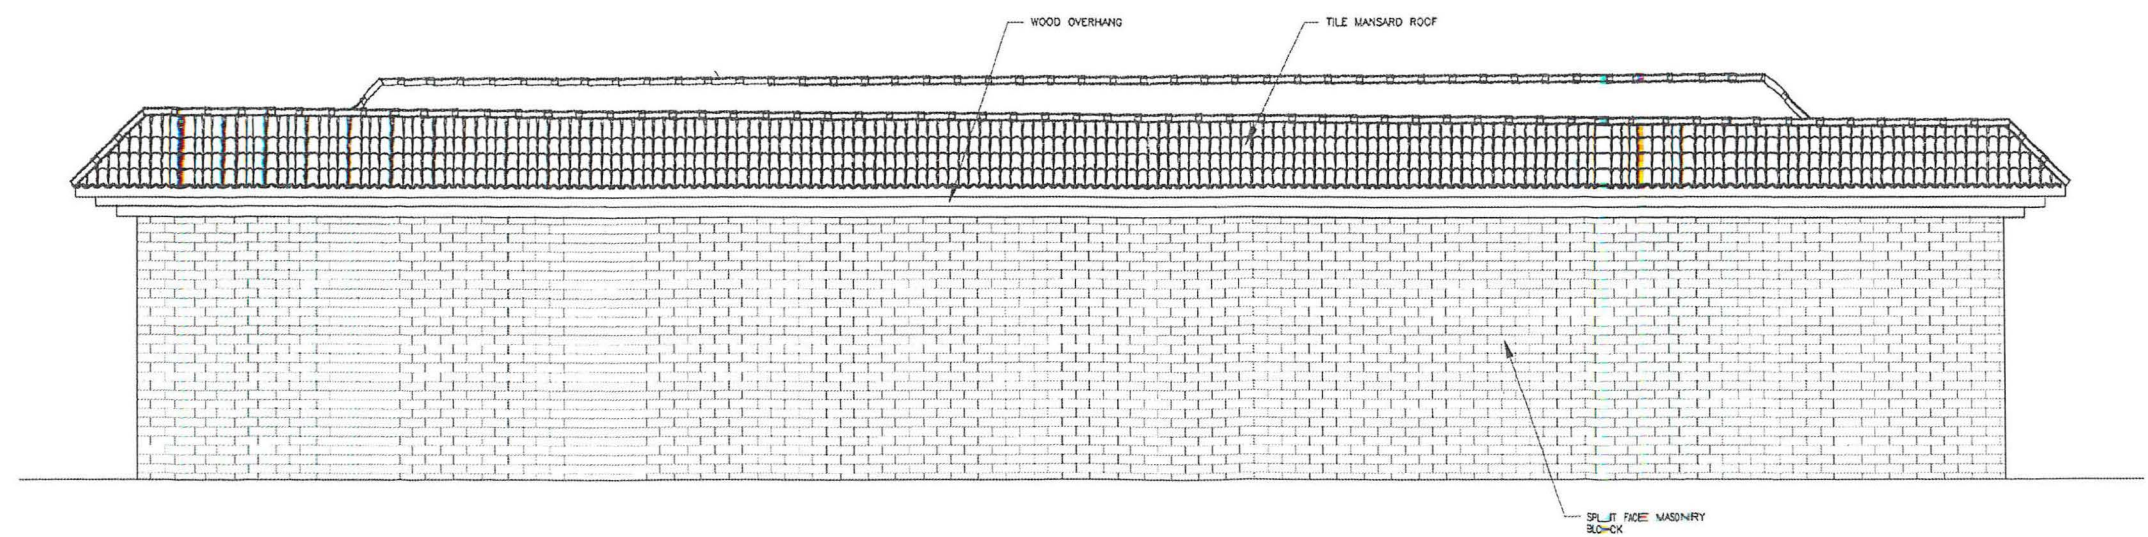 WOOD OVERHANG
TILE MANSARD ROOF
SPLIT FACE MASONRY
BLOCK